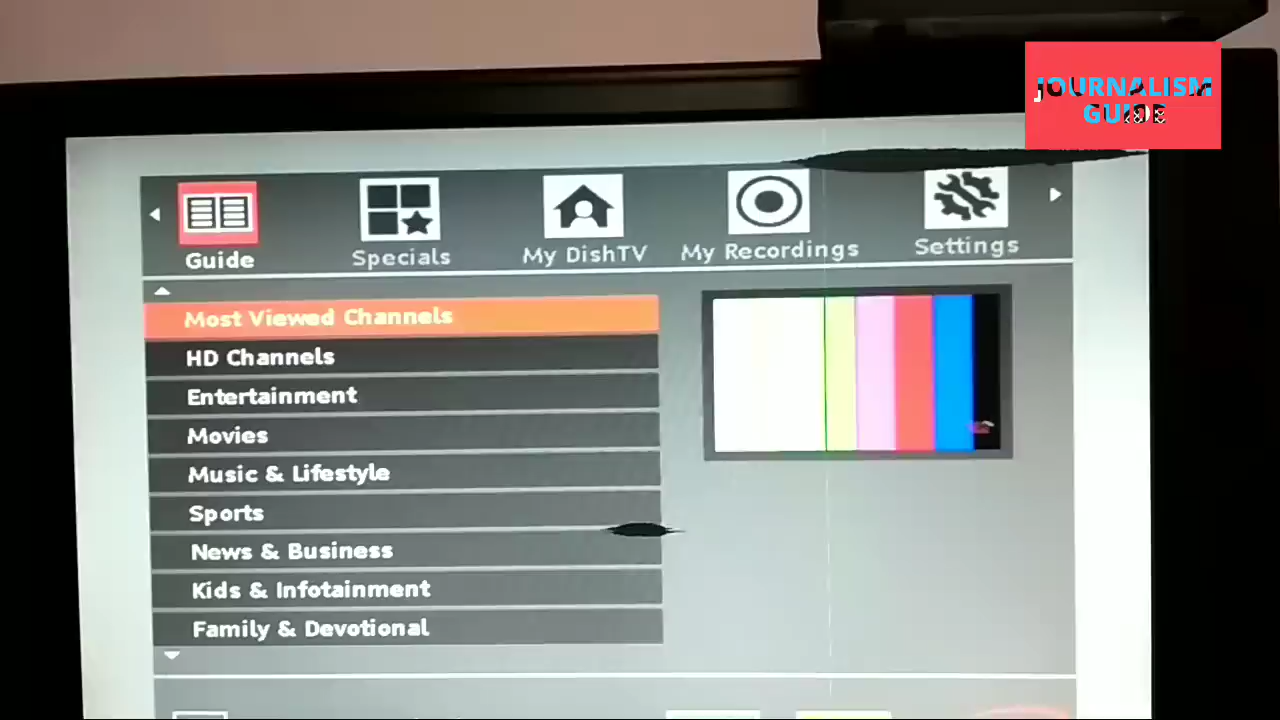 JOURNALISM
GUIDE
Guide
Specials
My DishTV
My Recordings
Settings
Most Viewed Channels
HD Channels
Entertainment
Movies
Music & Lifestyle
Sports
News & Business
Kids & Infotainment
Family & Devotional